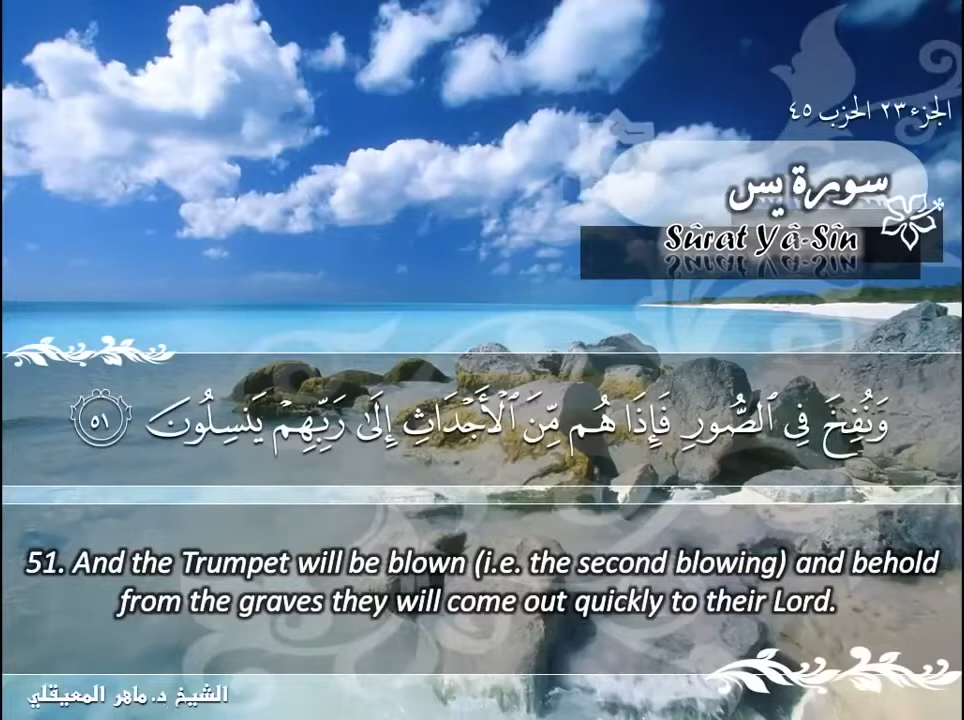 الجزء ٢٣ الحزب ٤٥
سورة يس
Sûrat Yâ-Sîn
وَنُفِخَ فِي ٱلصُّورِ فَإِذَا هُم مِّنَ ٱلْأَجْدَاثِ إِلَىٰ رَبِّهِمْ يَنسِلُونَ ٥١
51. And the Trumpet will be blown (i.e. the second blowing) and behold
from the graves they will come out quickly to their Lord.
الشيخ د. ماهر المعيقلي